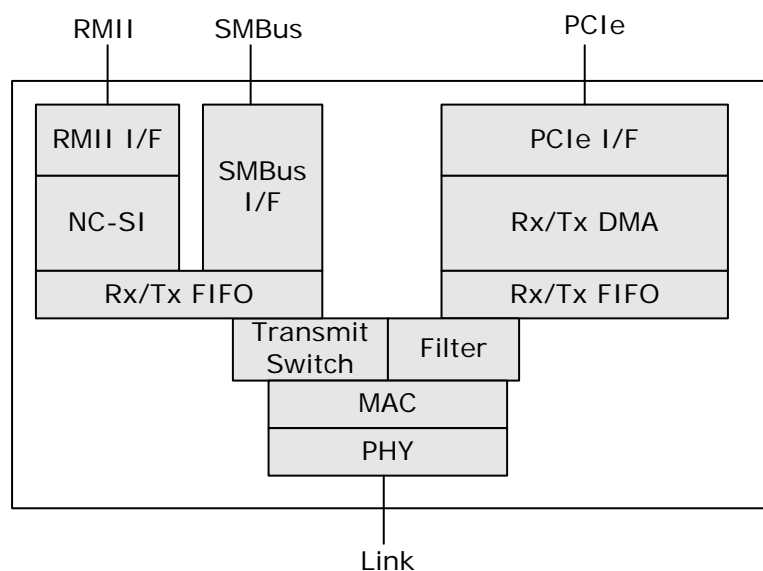 RMII
SMBus
PCIe
RMII I/F
SMBus
I/F
PCIe I/F
NC-SI
Rx/Tx DMA
Rx/Tx FIFO
Rx/Tx FIFO
Transmit
Switch
Filter
MAC
PHY
Link